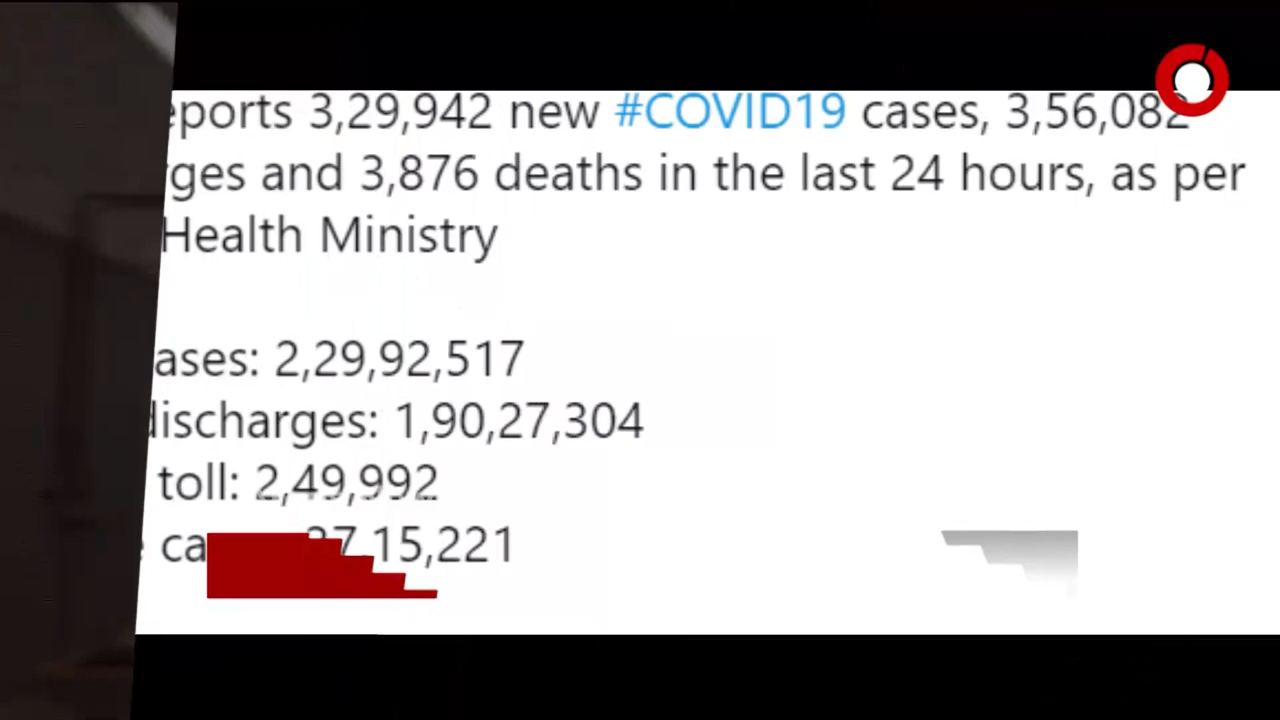 eports 3,29,942 new #COVID19 cases, 3,56,082
ges and 3,876 deaths in the last 24 hours, as per
Health Ministry
ases: 2,29,92,517
discharges: 1,90,27,304
toll: 2,49,992
ca 37,15,221